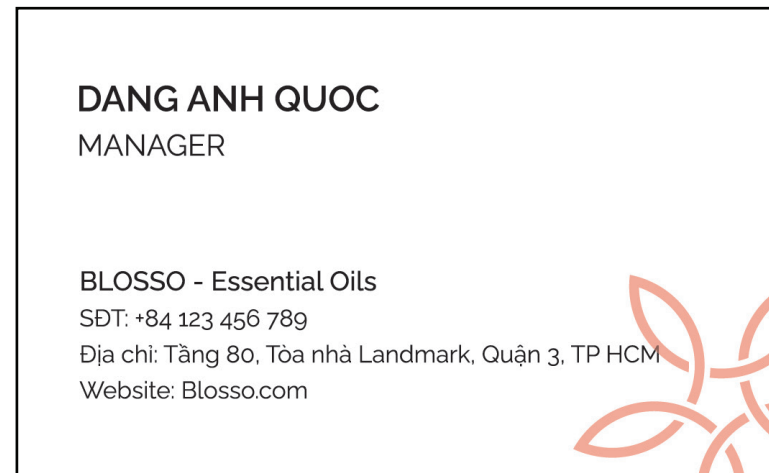 DANG ANH QUOC
MANAGER
BLOSSO - Essential Oils
SĐT: +84 123 456 789
Địa chỉ: Tầng 80, Tòa nhà Landmark, Quận 3, TP HCM
Website: Blosso.com